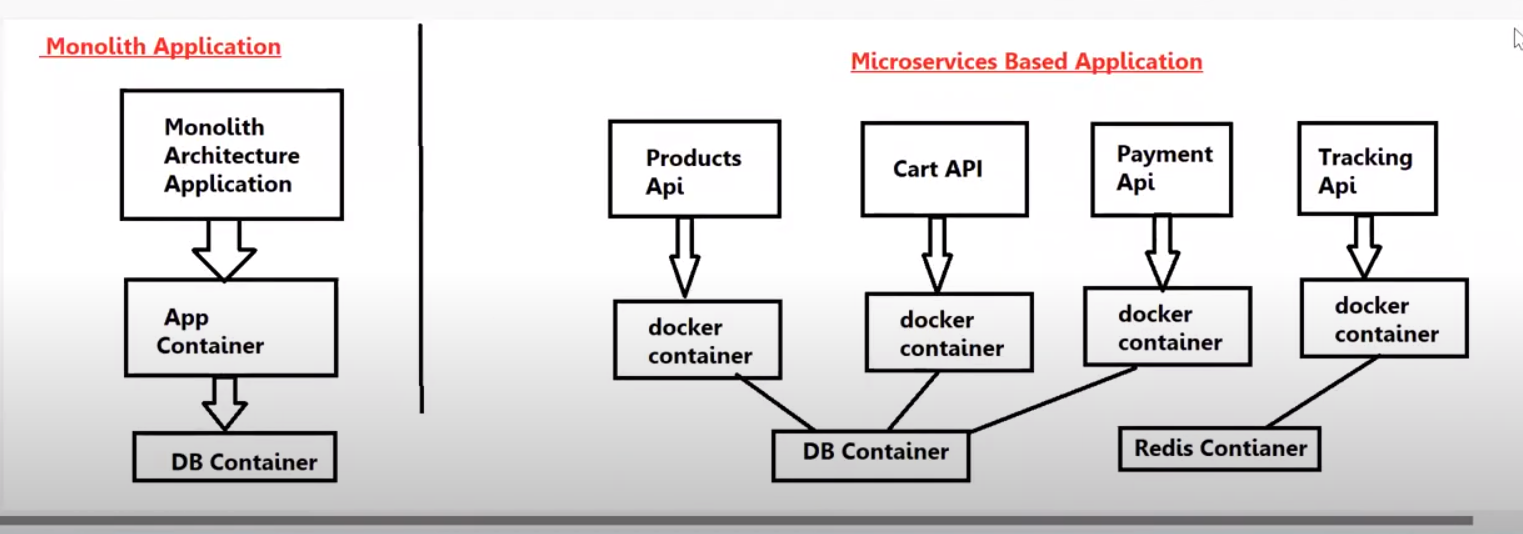 Monolith Application
Microservices Based Application
Monolith
Architecture
Application
Products
Api
Cart API
Payment
Api
Tracking
Api
App
Container
docker
container
docker
container
docker
container
docker
container
DB Container
DB Container
Redis Contianer